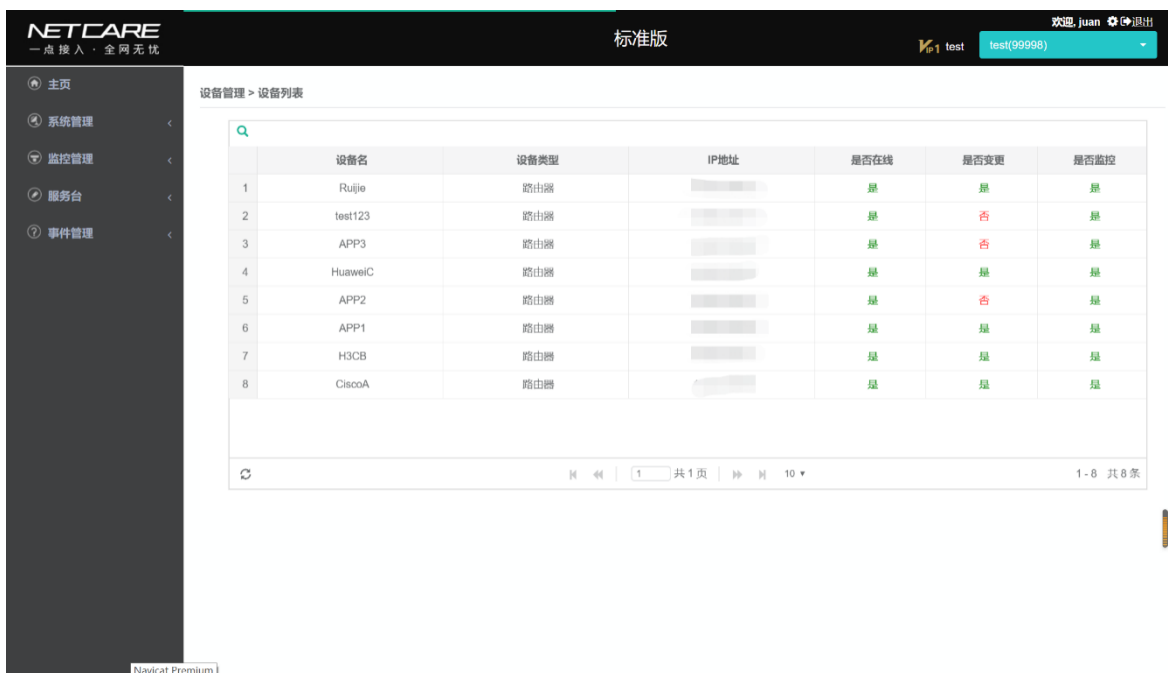 NETCARE
一点接入 · 全网无忧
标准版
欢迎, juan 退出
VIP1 test test(99998)
主页
系统管理
监控管理
服务台
事件管理
设备管理 > 设备列表
设备名 设备类型 IP地址 是否在线 是否变更 是否监控
1 Ruijie 路由器 是 是 是
2 test123 路由器 是 否 是
3 APP3 路由器 是 否 是
4 HuaweiC 路由器 是 是 是
5 APP2 路由器 是 否 是
6 APP1 路由器 是 是 是
7 H3CB 路由器 是 是 是
8 CiscoA 路由器 是 是 是
1 共 1 页 10 1 - 8 共 8 条
Navicat Premium